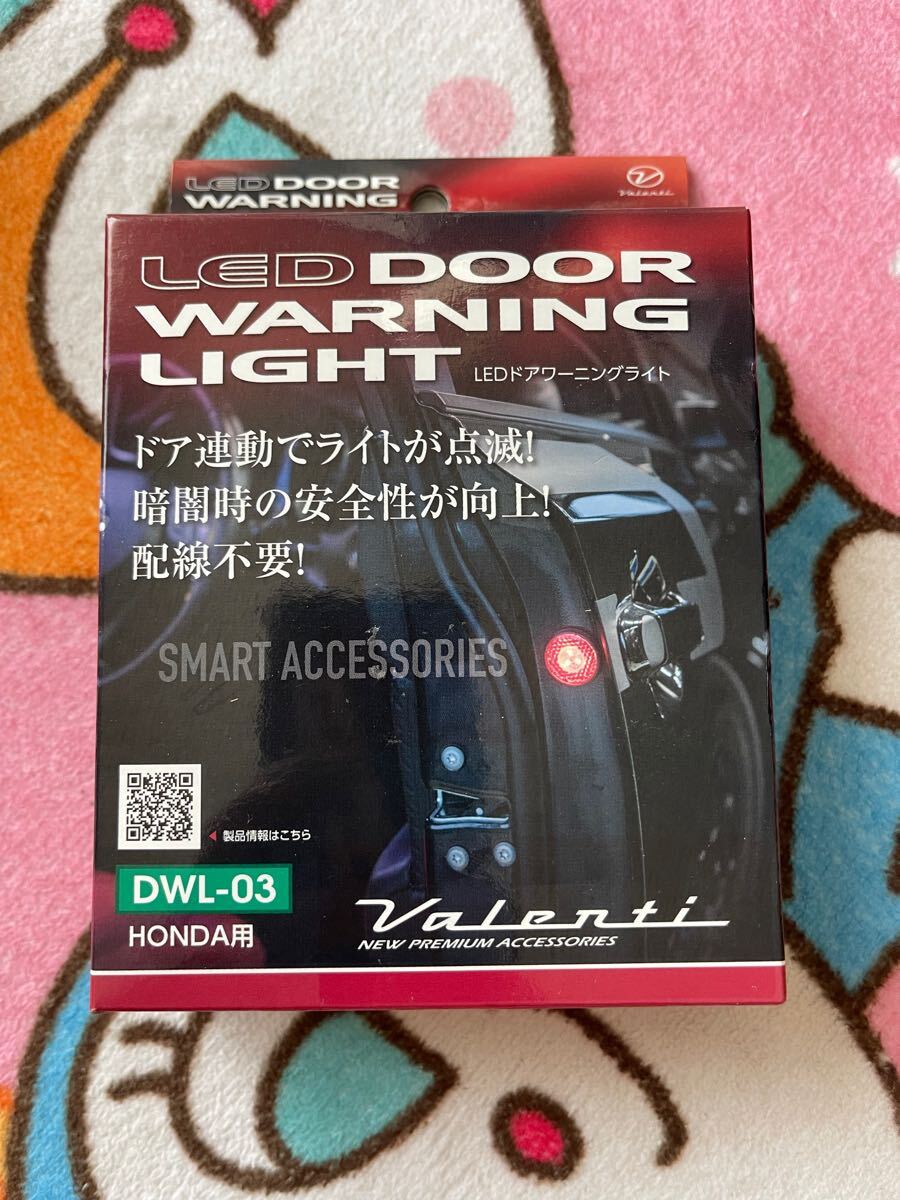 LED DOOR
WARNING
Valenti
LED DOOR
WARNING
LIGHT
LEDドアワーニングライト
ドア連動でライトが点滅!
暗闇時の安全性が向上!
配線不要!
SMART ACCESSORIES
製品情報はこちら
DWL-03
HONDA用
Valenti
NEW PREMIUM ACCESSORIES